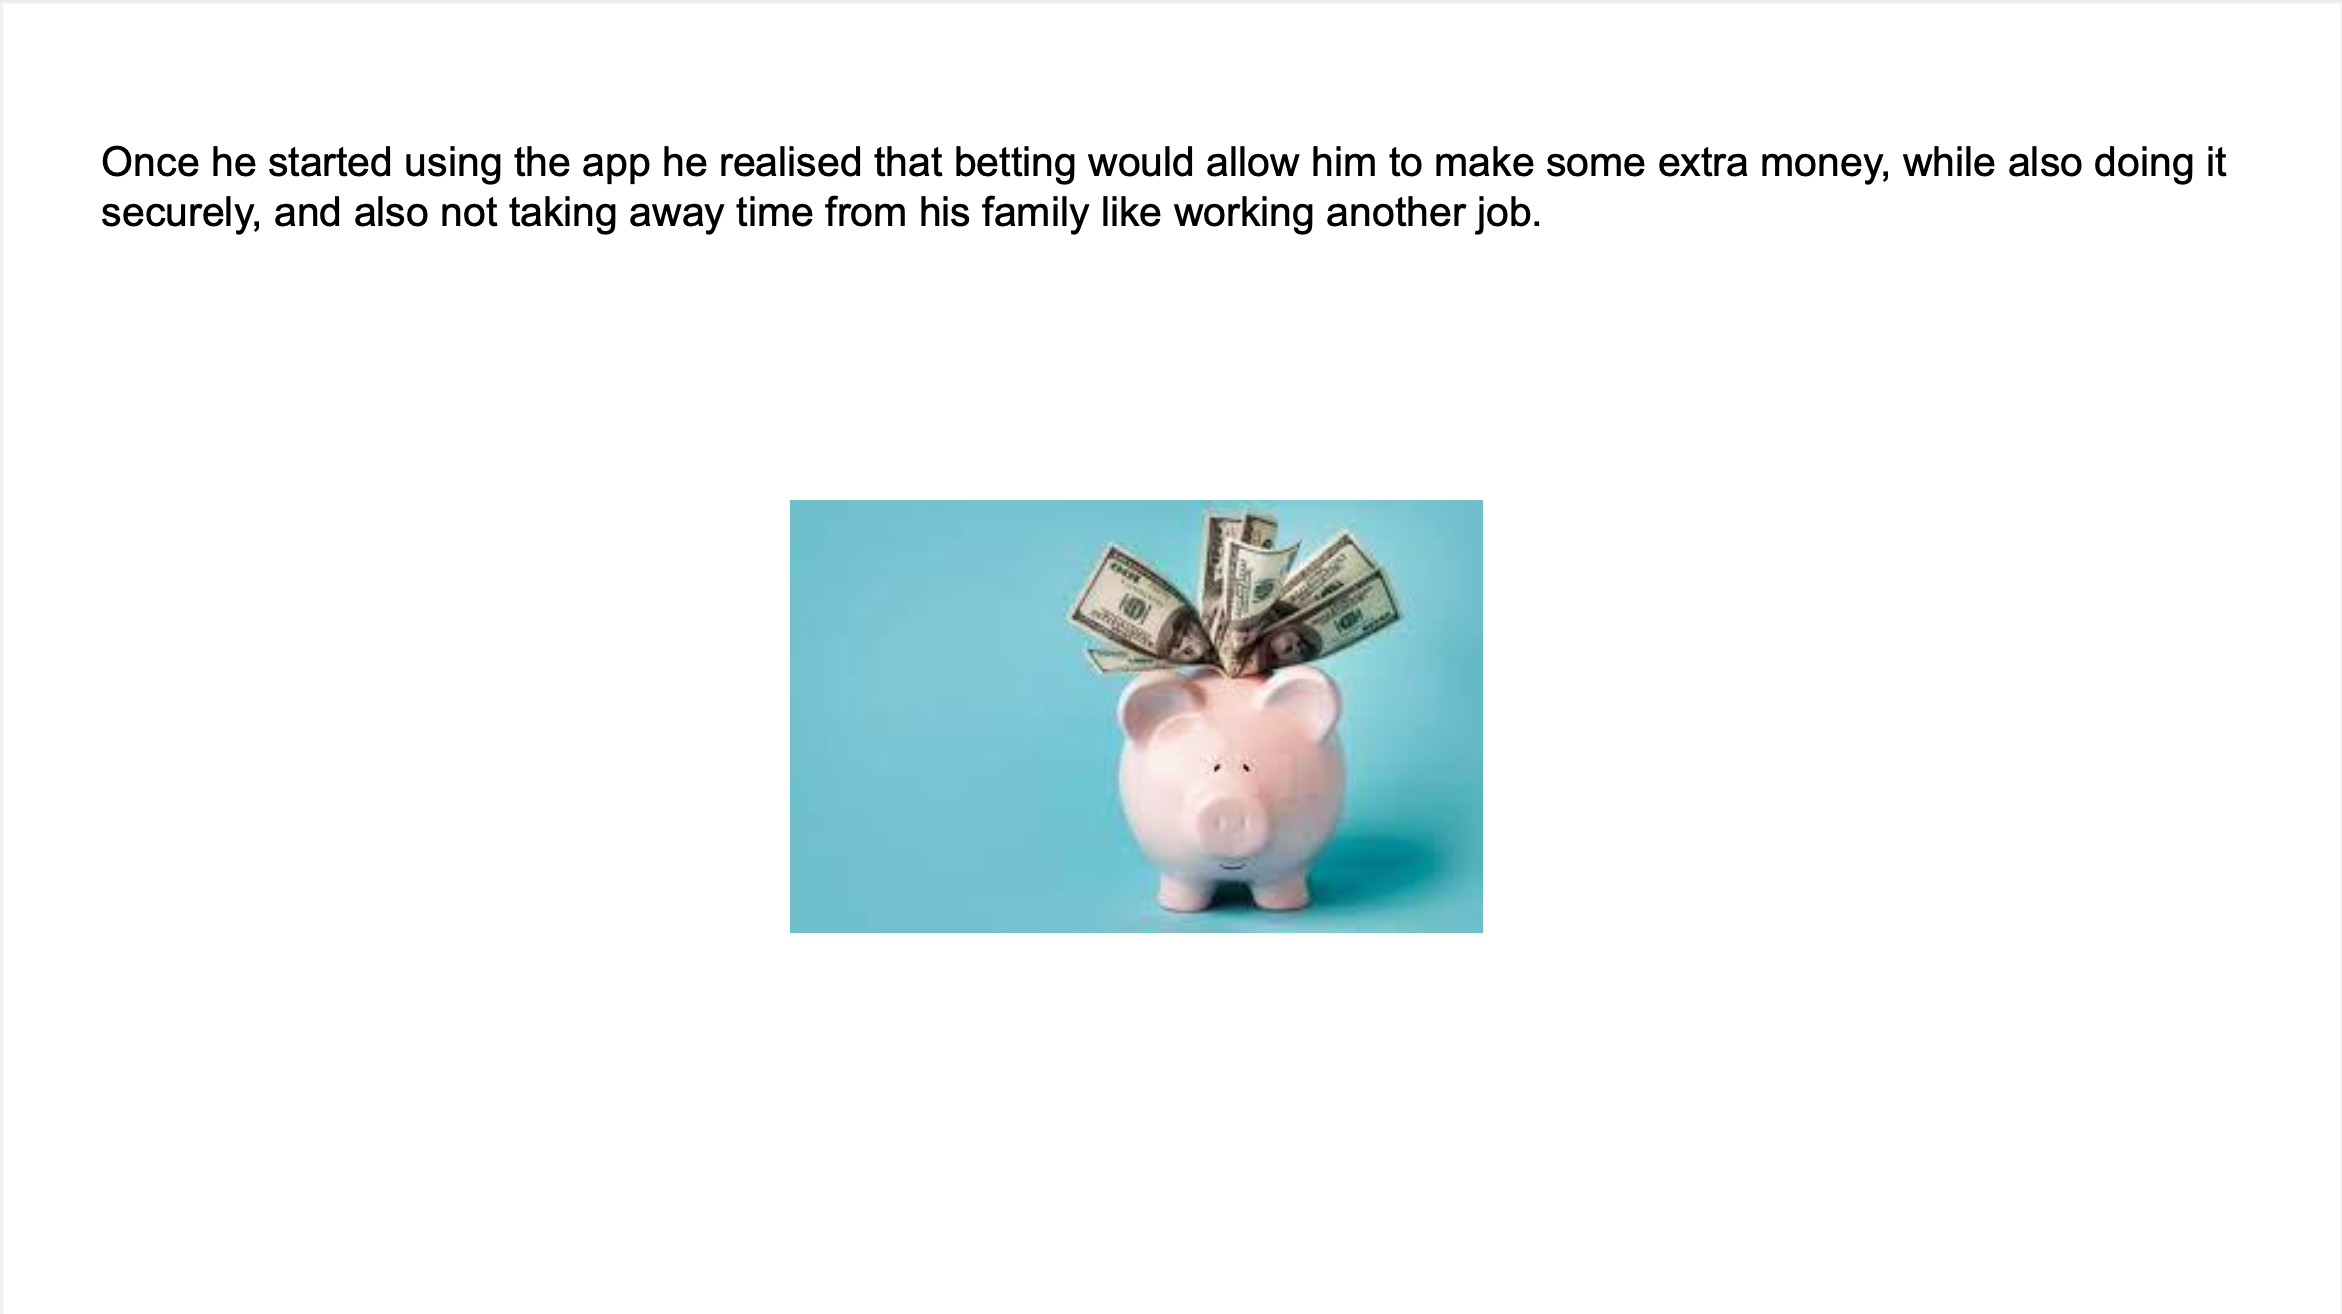 Once he started using the app he realised that betting would allow him to make some extra money, while also doing it
securely, and also not taking away time from his family like working another job.